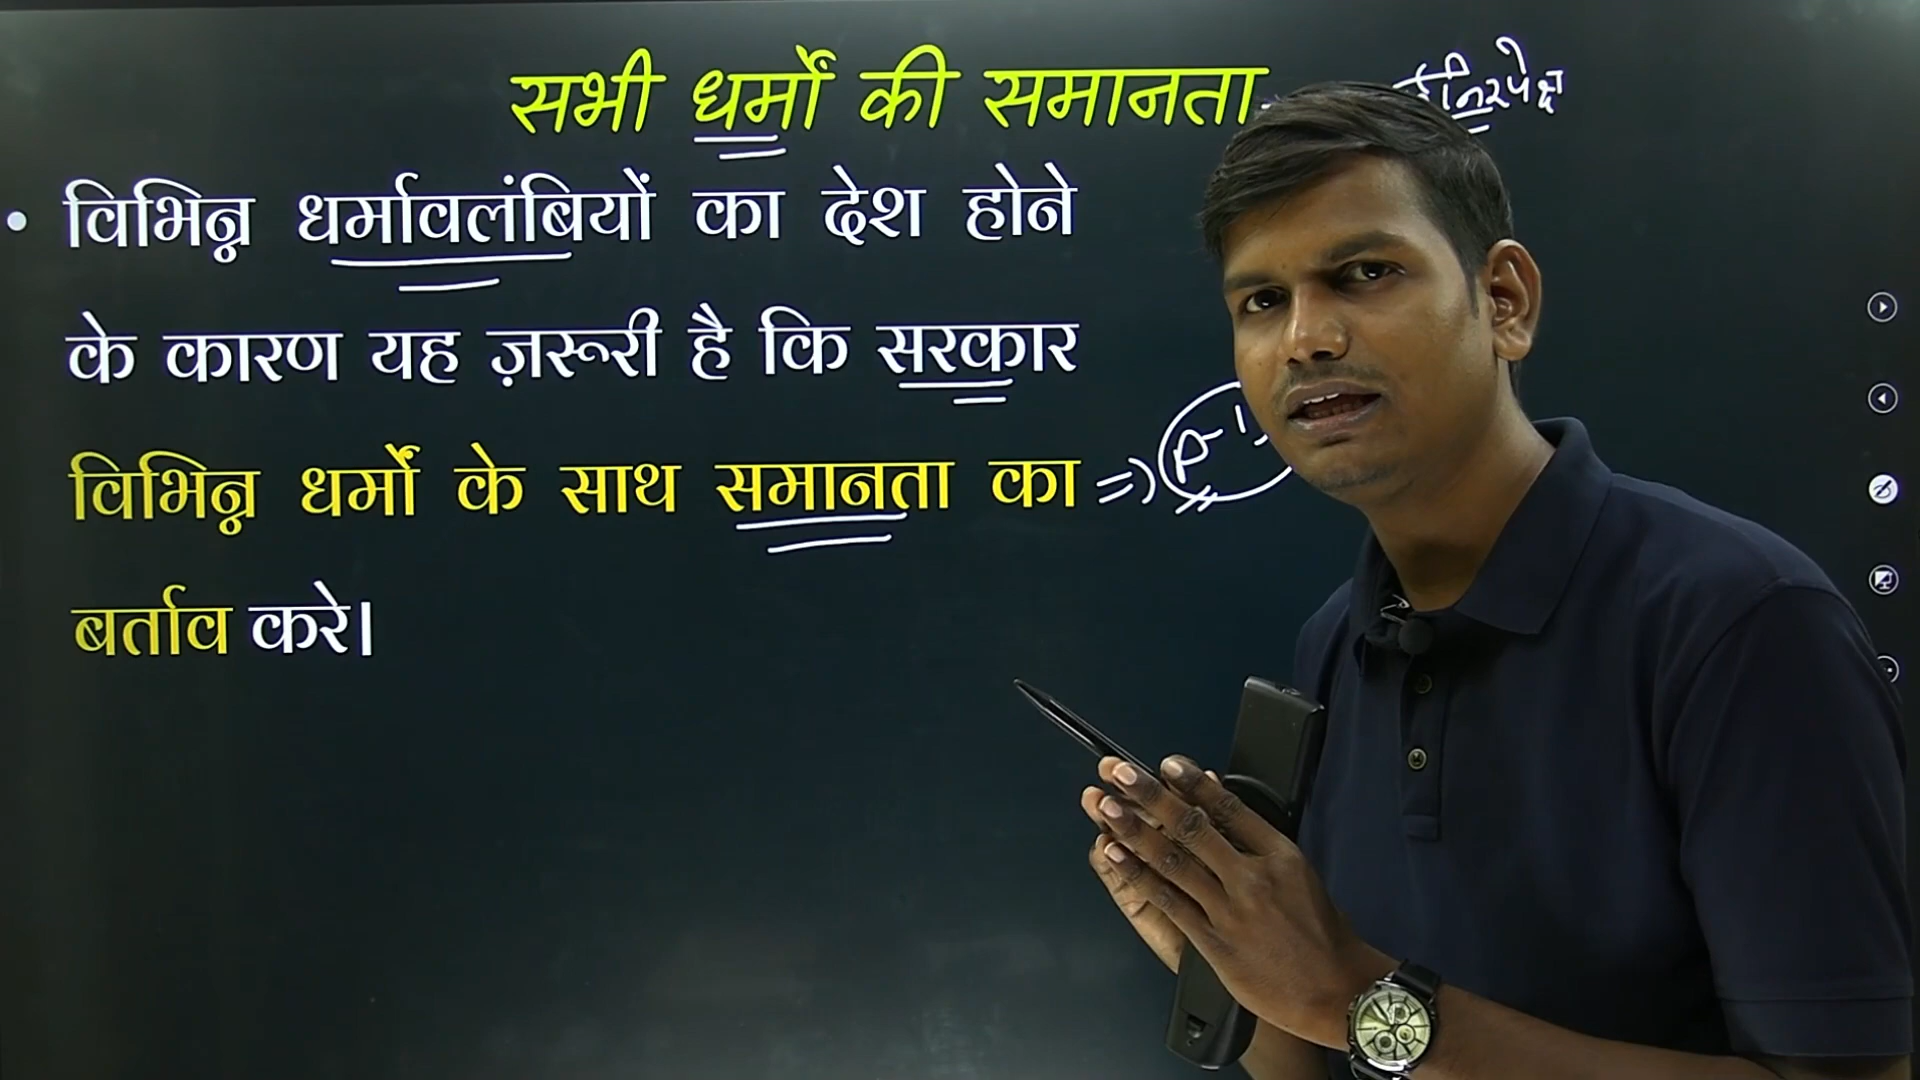 सभी धर्मों की समानता
विभिन्न धर्मावलंबियों का देश होने
के कारण यह ज़रूरी है कि सरकार
विभिन्न धर्मों के साथ समानता का
बर्ताव करे।